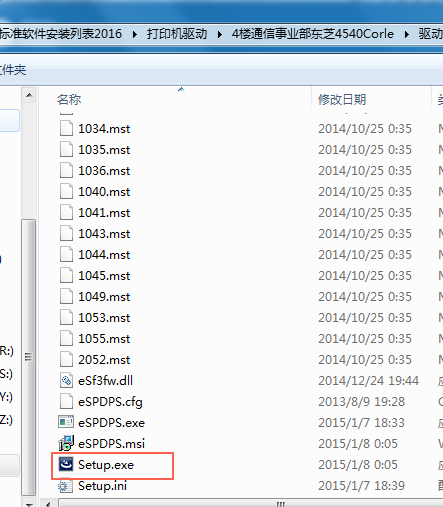 标准软件安装列表2016 ▸ 打印机驱动 ▸ 4楼通信事业部东芝4540Corle ▸ 驱动
文件夹
名称 修改日期
1034.mst 2014/10/25 0:35
1035.mst 2014/10/25 0:35
1036.mst 2014/10/25 0:35
1040.mst 2014/10/25 0:35
1041.mst 2014/10/25 0:35
1043.mst 2014/10/25 0:35
1044.mst 2014/10/25 0:35
1045.mst 2014/10/25 0:35
1049.mst 2014/10/25 0:35
1053.mst 2014/10/25 0:35
1055.mst 2014/10/25 0:35
2052.mst 2014/10/25 0:35
eSf3fw.dll 2014/12/24 19:44
eSPDPS.cfg 2013/8/9 19:28
eSPDPS.exe 2015/1/7 18:33
eSPDPS.msi 2015/1/8 0:05
Setup.exe 2015/1/8 0:05
Setup.ini 2015/1/7 18:39
R:)
S:)
Y:)
Z:)